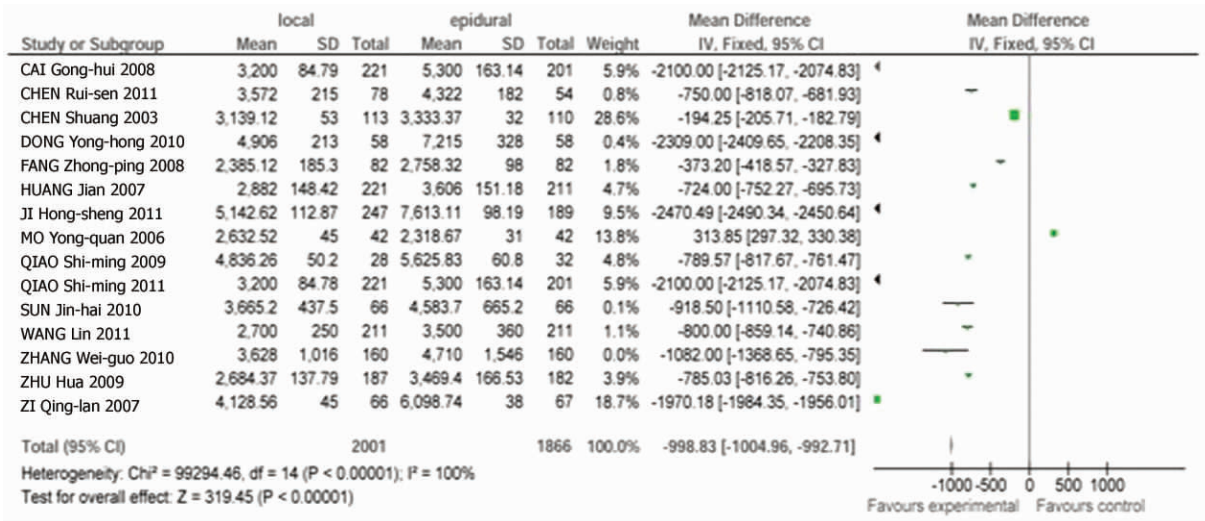 local epidural Mean Difference Mean Difference
Study or Subgroup Mean SD Total Mean SD Total Weight IV, Fixed, 95% CI IV, Fixed, 95% CI
CAI Gong-hui 2008 3,200 84.79 221 5,300 163.14 201 5.9% -2100.00 [-2125.17, -2074.83]
CHEN Rui-sen 2011 3,572 215 78 4,322 182 54 0.8% -750.00 [-818.07, -681.93]
CHEN Shuang 2003 3,139.12 53 113 3,333.37 32 110 28.6% -194.25 [-205.71, -182.79]
DONG Yong-hong 2010 4,906 213 58 7,215 328 58 0.4% -2309.00 [-2409.65, -2208.35]
FANG Zhong-ping 2008 2,385.12 185.3 82 2,758.32 98 82 1.8% -373.20 [-418.57, -327.83]
HUANG Jian 2007 2,882 148.42 221 3,606 151.18 211 4.7% -724.00 [-752.27, -695.73]
JI Hong-sheng 2011 5,142.62 112.87 247 7,613.11 98.19 189 9.5% -2470.49 [-2490.34, -2450.64]
MO Yong-quan 2006 2,632.52 45 42 2,318.67 31 42 13.8% 313.85 [297.32, 330.38]
QIAO Shi-ming 2009 4,836.26 50.2 28 5,625.83 60.8 32 4.8% -789.57 [-817.67, -761.47]
QIAO Shi-ming 2011 3,200 84.78 221 5,300 163.14 201 5.9% -2100.00 [-2125.17, -2074.83]
SUN Jin-hai 2010 3,665.2 437.5 66 4,583.7 665.2 66 0.1% -918.50 [-1110.58, -726.42]
WANG Lin 2011 2,700 250 211 3,500 360 211 1.1% -800.00 [-859.14, -740.86]
ZHANG Wei-guo 2010 3,628 1,016 160 4,710 1,546 160 0.0% -1082.00 [-1368.65, -795.35]
ZHU Hua 2009 2,684.37 137.79 187 3,469.4 166.53 182 3.9% -785.03 [-816.26, -753.80]
ZI Qing-lan 2007 4,128.56 45 66 6,098.74 38 67 18.7% -1970.18 [-1984.35, -1956.01]
Total (95% CI) 2001 1866 100.0% -998.83 [-1004.96, -992.71]
Heterogeneity: Chi² = 99294.46, df = 14 (P < 0.00001); I² = 100%
Test for overall effect: Z = 319.45 (P < 0.00001)
-1000 -500 0 500 1000
Favours experimental Favours control